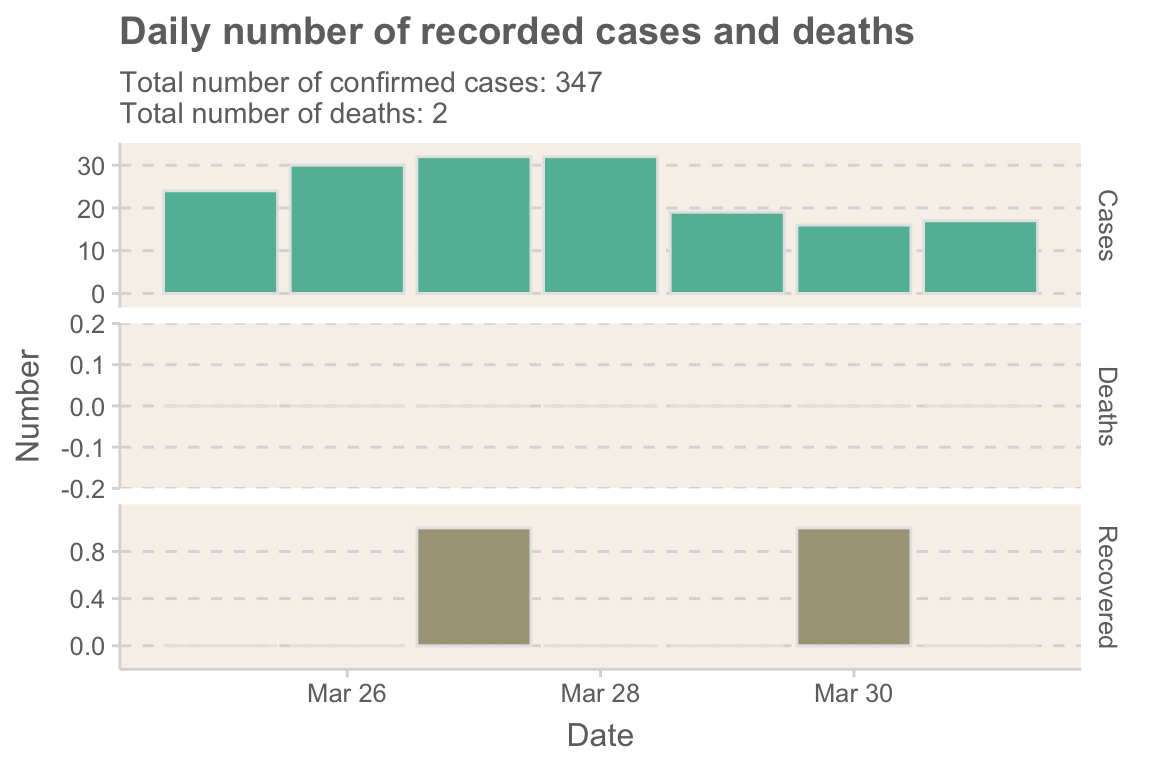 Daily number of recorded cases and deaths
Total number of confirmed cases: 347
Total number of deaths: 2
30
20
10
0
Cases
0.2
0.1
0.0
-0.1
-0.2
Deaths
Number
0.8
0.4
0.0
Recovered
Mar 26 Mar 28 Mar 30
Date